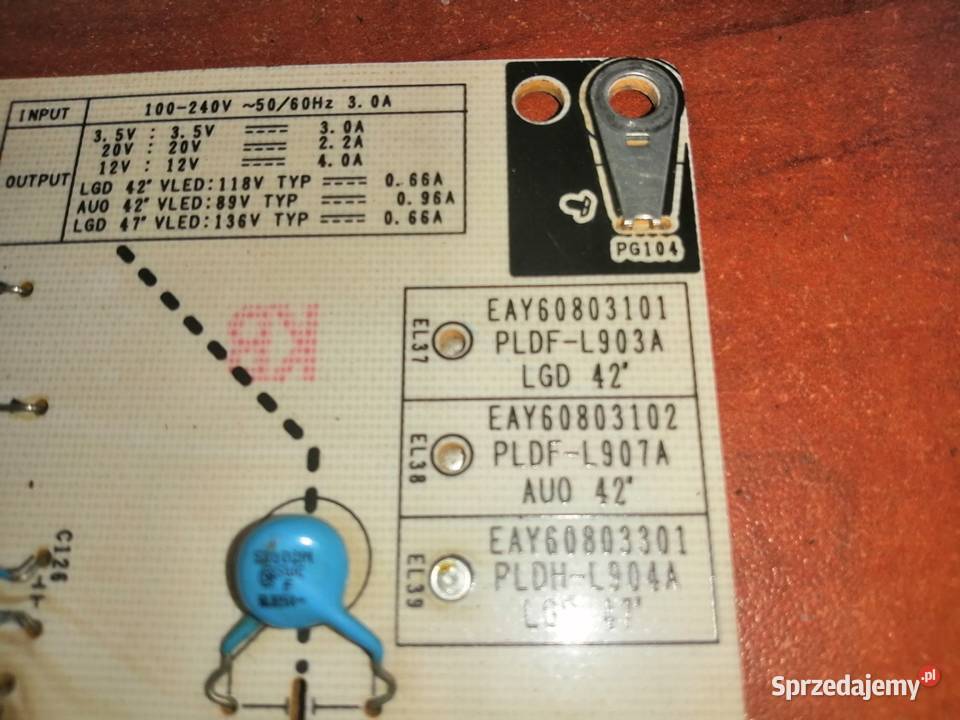 INPUT 100-240V ~50/60Hz 3.0A
OUTPUT
3.5V : 3.5V 3.0A
20V : 20V 2.2A
12V : 12V 4.0A
LGD 42" VLED:118V TYP 0.66A
AUO 42" VLED:89V TYP 0.96A
LGD 47" VLED:136V TYP 0.66A
PG104
EL37
EAY60803101
PLDF-L903A
LGD 42"
EL38
EAY60803102
PLDF-L907A
AUO 42"
EL39
EAY60803301
PLDH-L904A
LGD 47"
C126
Sprzedajemy.pl